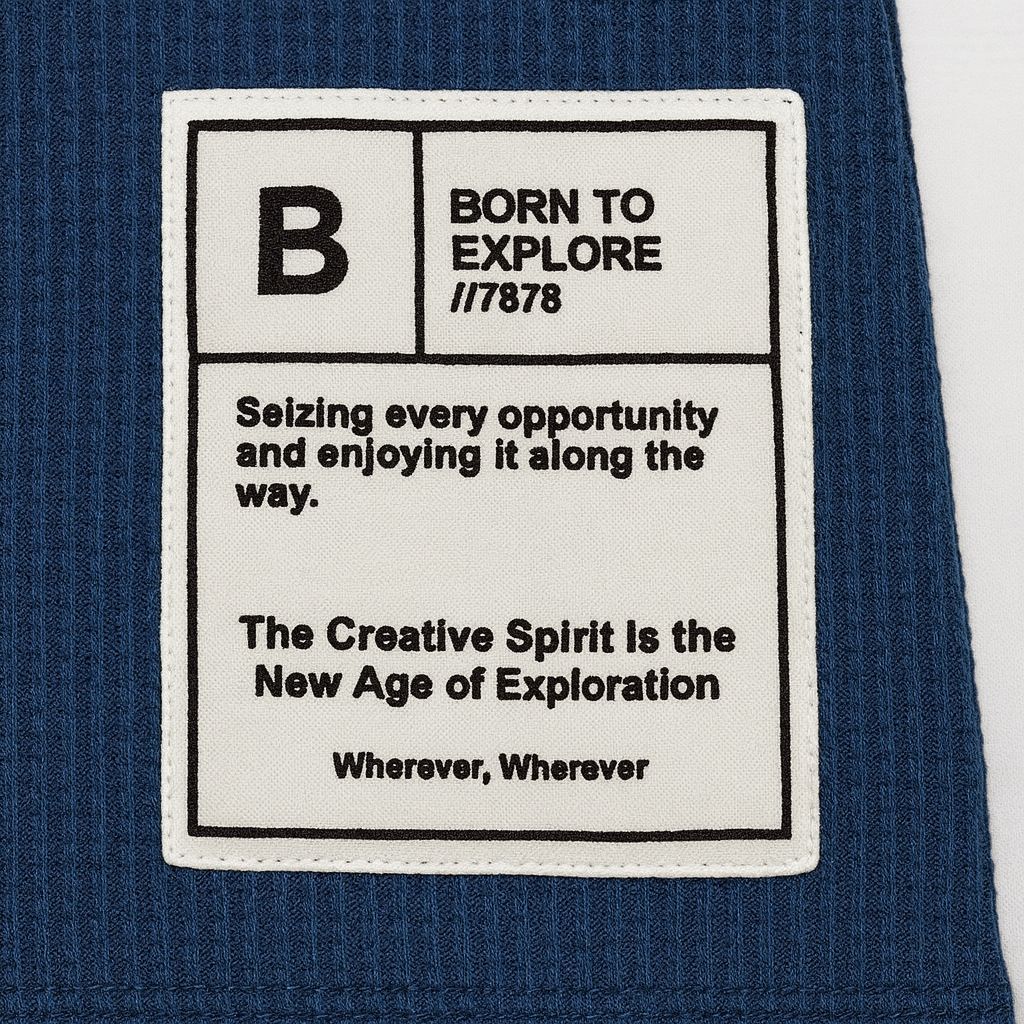 B
BORN TO
EXPLORE
//7878
Seizing every opportunity
and enjoying it along the
way.
The Creative Spirit Is the
New Age of Exploration
Wherever, Wherever